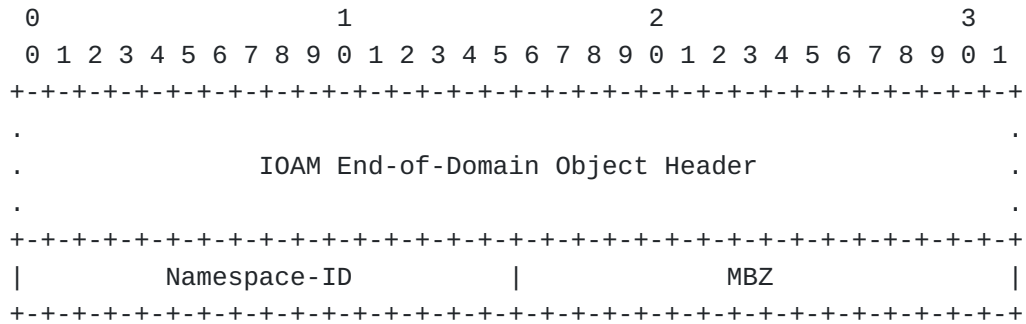 0                   1                   2                   3
 0 1 2 3 4 5 6 7 8 9 0 1 2 3 4 5 6 7 8 9 0 1 2 3 4 5 6 7 8 9 0 1
+-+-+-+-+-+-+-+-+-+-+-+-+-+-+-+-+-+-+-+-+-+-+-+-+-+-+-+-+-+-+-+-+
.                                                               .
.               IOAM End-of-Domain Object Header                .
.                                                               .
+-+-+-+-+-+-+-+-+-+-+-+-+-+-+-+-+-+-+-+-+-+-+-+-+-+-+-+-+-+-+-+-+
|         Namespace-ID          |             MBZ               |
+-+-+-+-+-+-+-+-+-+-+-+-+-+-+-+-+-+-+-+-+-+-+-+-+-+-+-+-+-+-+-+-+